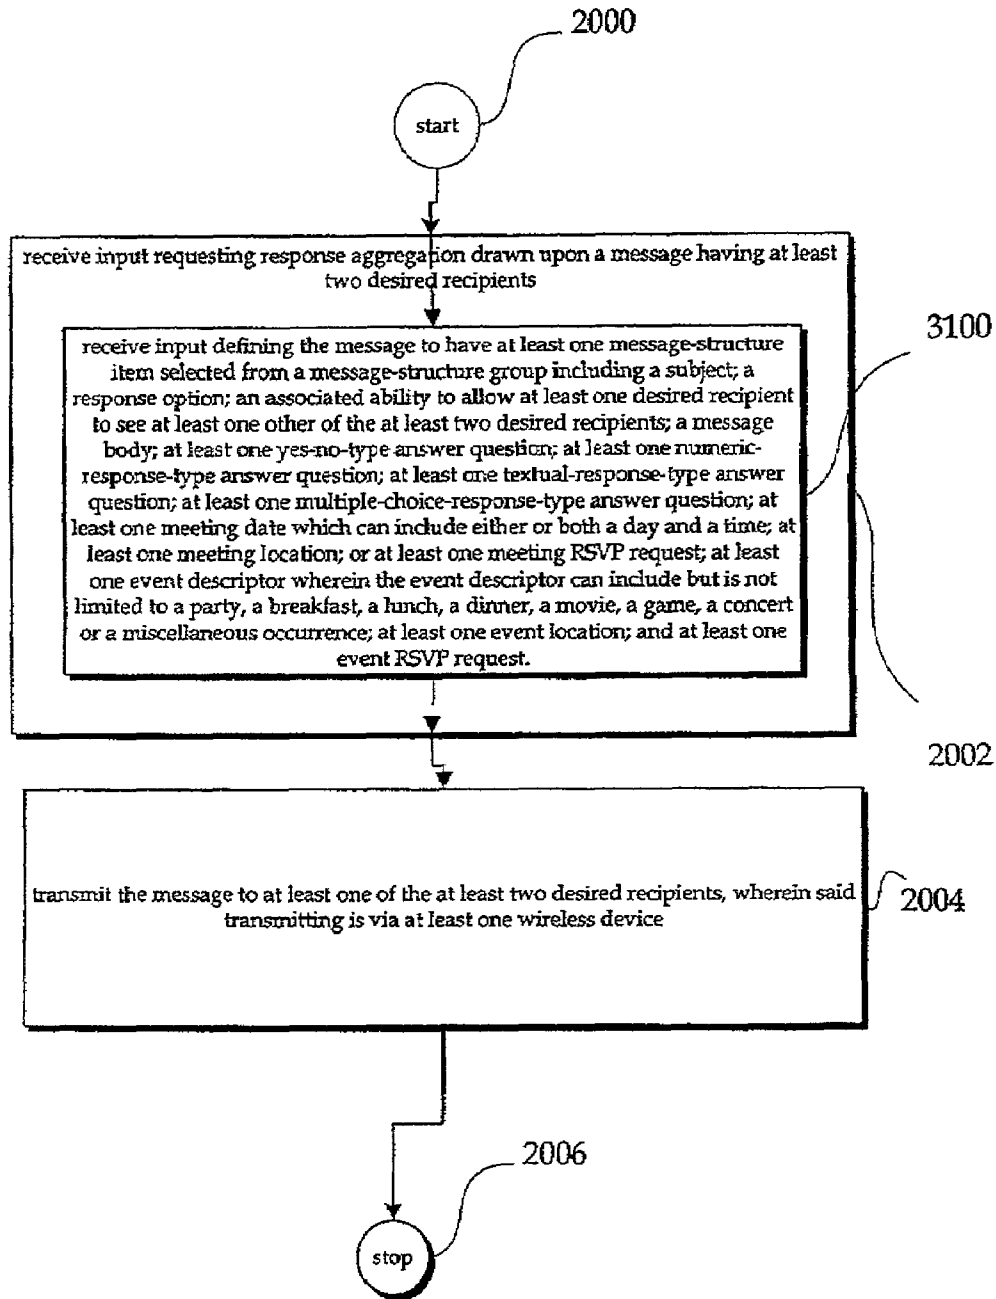 2000
start
receive input requesting response aggregation drawn upon a message having at least
two desired recipients
3100
receive input defining the message to have at least one message-structure
item selected from a message-structure group including a subject; a
response option; an associated ability to allow at least one desired recipient
to see at least one other of the at least two desired recipients; a message
body; at least one yes-no-type answer question; at least one numeric-
response-type answer question; at least one textual-response-type answer
question; at least one multiple-choice-response-type answer question; at
least one meeting date which can include either or both a day and a time; at
least one meeting location; or at least one meeting RSVP request; at least
one event descriptor wherein the event descriptor can include but is not
limited to a party, a breakfast, a lunch, a dinner, a movie, a game, a concert
or a miscellaneous occurrence; at least one event location; and at least one
event RSVP request.
2002
transmit the message to at least one of the at least two desired recipients, wherein said
transmitting is via at least one wireless device
2004
2006
stop